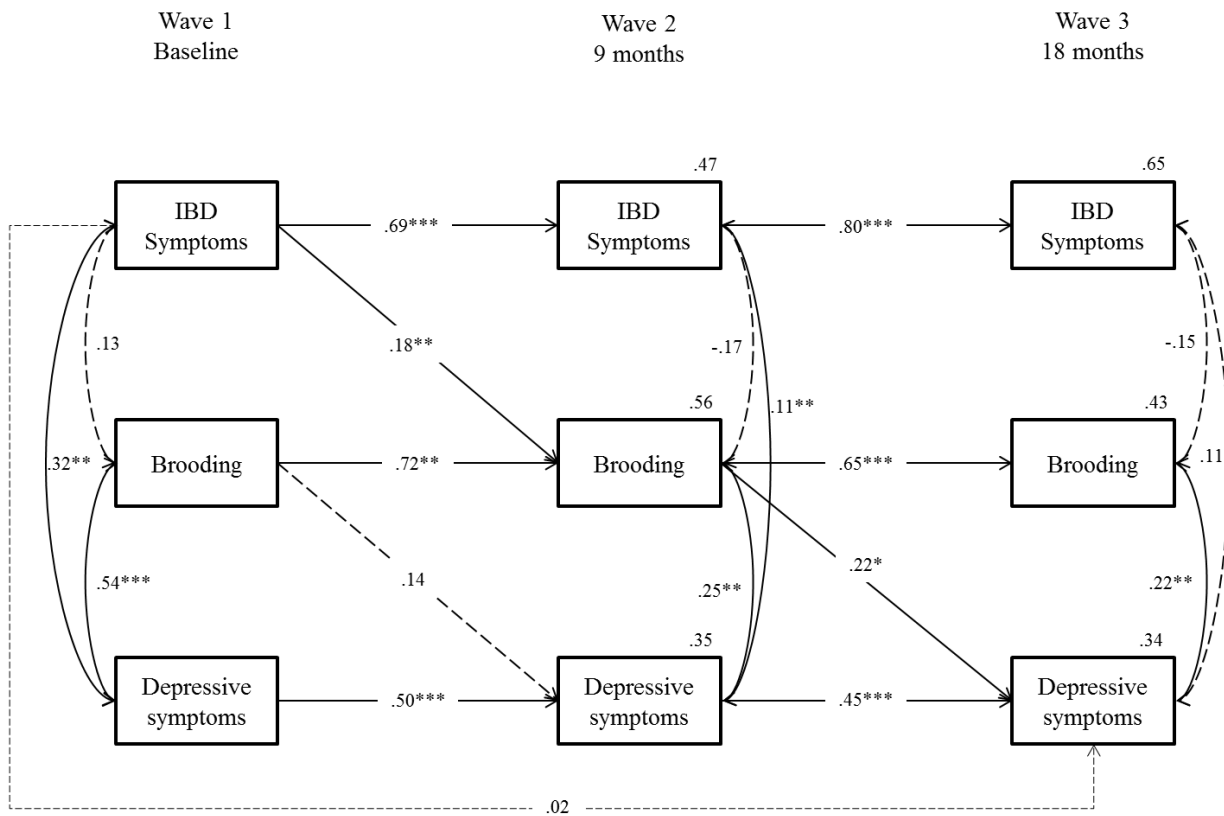 Wave 1
Baseline
Wave 2
9 months
Wave 3
18 months
.47
.65
IBD
Symptoms
.69***
IBD
Symptoms
.80***
IBD
Symptoms
.13
.18**
-.17
-.15
.56
.43
.11**
.32**
Brooding
.72**
Brooding
.65***
Brooding
.11
.54***
.14
.25**
.22*
.22**
.35
.34
Depressive
symptoms
.50***
Depressive
symptoms
.45***
Depressive
symptoms
.02